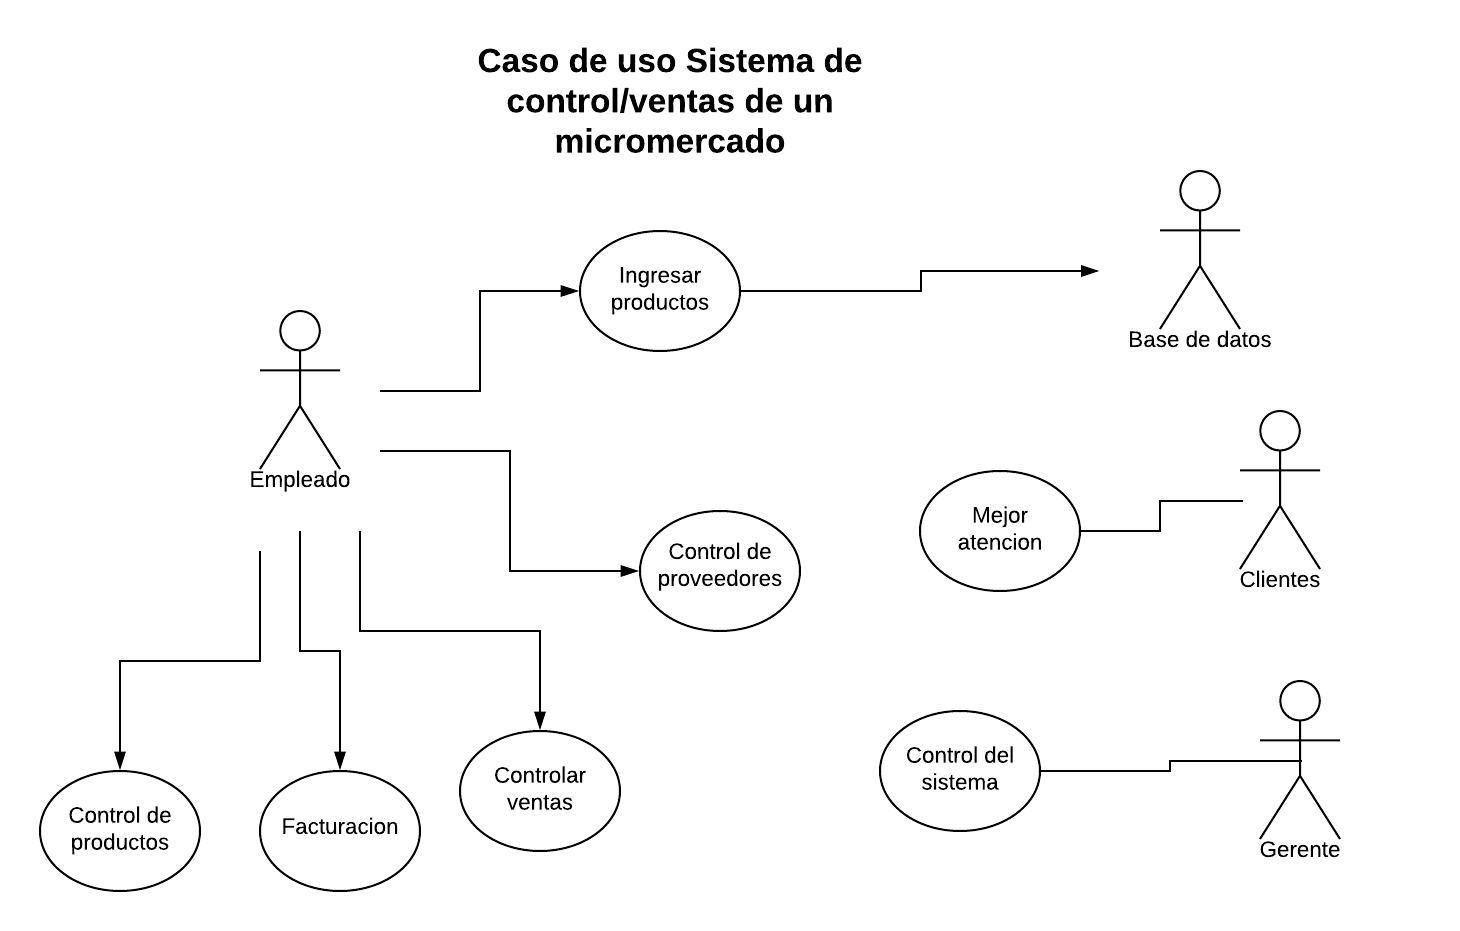 Caso de uso Sistema de
control/ventas de un
micromercado
Ingresar
productos
Base de datos
Empleado
Mejor
atencion
Clientes
Control de
proveedores
Control del
sistema
Gerente
Controlar
ventas
Control de
productos
Facturacion